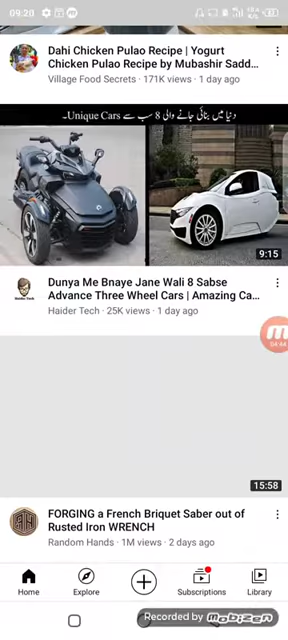 09:20
Dahi Chicken Pulao Recipe | Yogurt
Chicken Pulao Recipe by Mubashir Sadd...
Village Food Secrets · 171K views · 1 day ago
دنیا میں بنائی جانے والی 8 سب سے Unique Cars۔
9:15
Dunya Me Bnaye Jane Wali 8 Sabse
Advance Three Wheel Cars | Amazing Ca...
Haider Tech · 25K views · 1 day ago
04:44
15:58
FORGING a French Briquet Saber out of
Rusted Iron WRENCH
Random Hands · 1M views · 2 days ago
Home
Explore
Subscriptions
Library
Recorded by mobizen